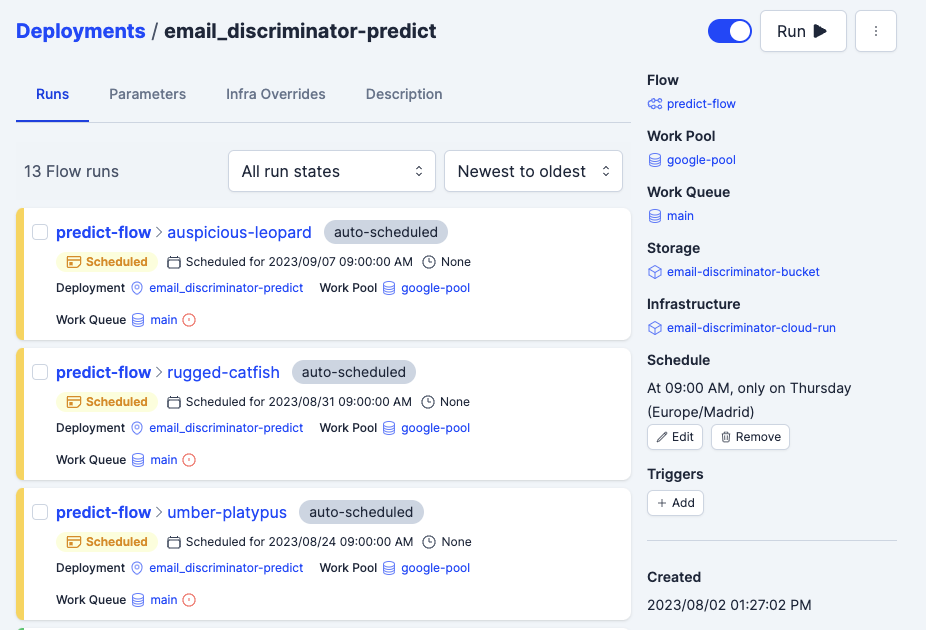 Deployments / email_discriminator-predict
Run
Runs Parameters Infra Overrides Description
13 Flow runs All run states Newest to oldest
predict-flow > auspicious-leopard auto-scheduled
Scheduled Scheduled for 2023/09/07 09:00:00 AM None
Deployment email_discriminator-predict Work Pool google-pool
Work Queue main
predict-flow > rugged-catfish auto-scheduled
Scheduled Scheduled for 2023/08/31 09:00:00 AM None
Deployment email_discriminator-predict Work Pool google-pool
Work Queue main
predict-flow > umber-platypus auto-scheduled
Scheduled Scheduled for 2023/08/24 09:00:00 AM None
Deployment email_discriminator-predict Work Pool google-pool
Work Queue main
Flow
predict-flow
Work Pool
google-pool
Work Queue
main
Storage
email-discriminator-bucket
Infrastructure
email-discriminator-cloud-run
Schedule
At 09:00 AM, only on Thursday
(Europe/Madrid)
Edit Remove
Triggers
+ Add
Created
2023/08/02 01:27:02 PM